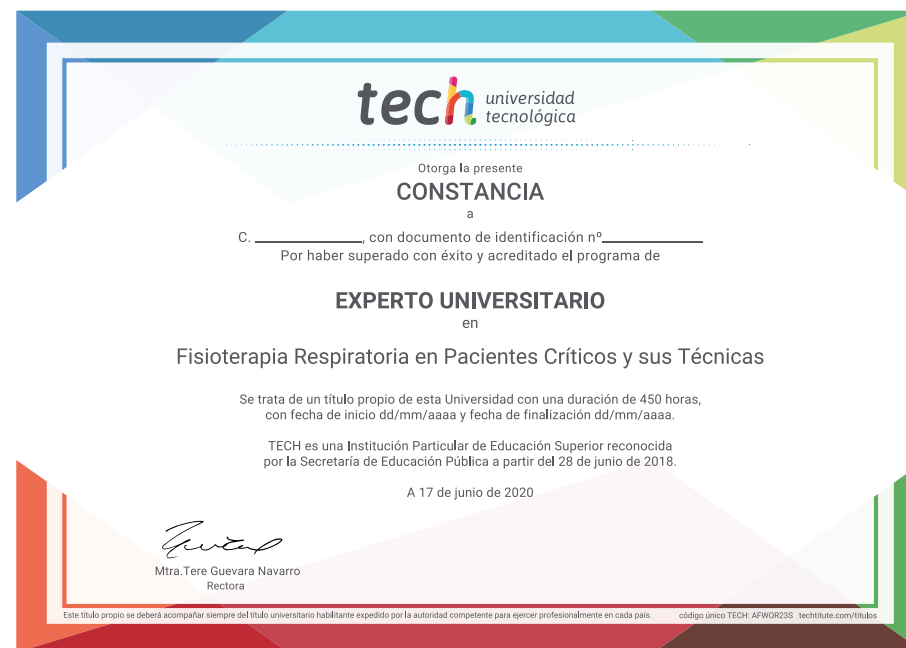 tech universidad
tecnológica
Otorga la presente
CONSTANCIA
a
C. ____________, con documento de identificación nº____________
Por haber superado con éxito y acreditado el programa de
EXPERTO UNIVERSITARIO
en
Fisioterapia Respiratoria en Pacientes Críticos y sus Técnicas
Se trata de un título propio de esta Universidad con una duración de 450 horas,
con fecha de inicio dd/mm/aaaa y fecha de finalización dd/mm/aaaa.
TECH es una Institución Particular de Educación Superior reconocida
por la Secretaría de Educación Pública a partir del 28 de junio de 2018.
A 17 de junio de 2020
Mtra.Tere Guevara Navarro
Rectora
Este título propio se deberá acompañar siempre del título universitario habilitante expedido por la autoridad competente para ejercer profesionalmente en cada país. código único TECH: AFWOR23S techtitute.com/títulos